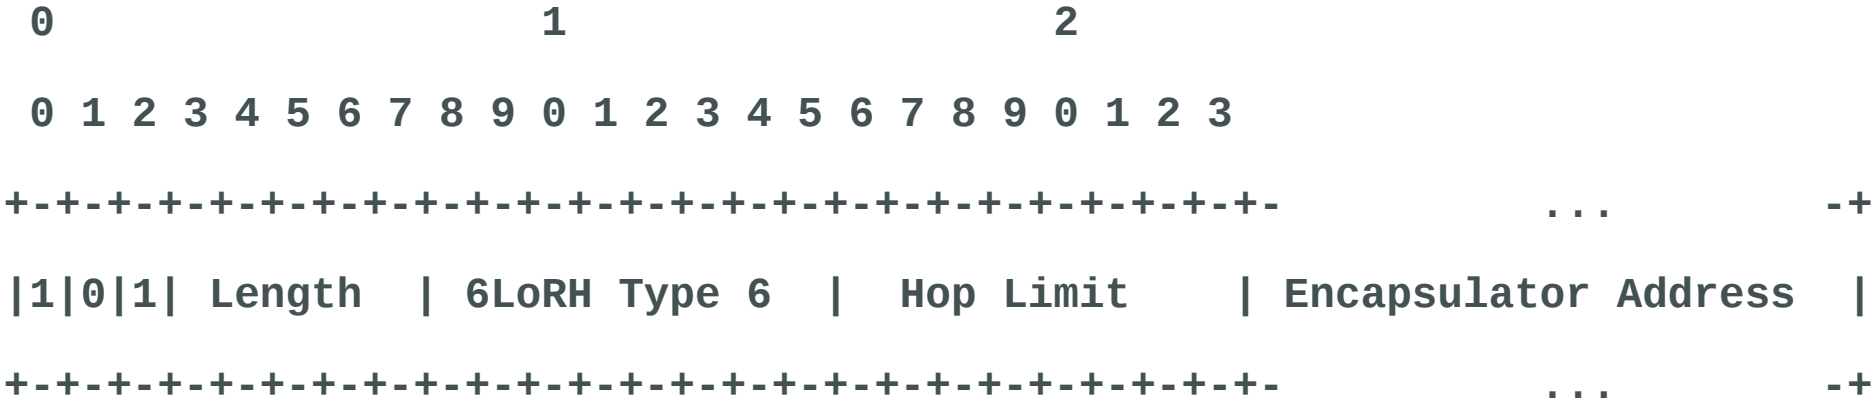 0                   1                   2
 0 1 2 3 4 5 6 7 8 9 0 1 2 3 4 5 6 7 8 9 0 1 2 3
+-+-+-+-+-+-+-+-+-+-+-+-+-+-+-+-+-+-+-+-+-+-+-+-+-          ...        -+
|1|0|1| Length  | 6LoRH Type 6  |  Hop Limit    | Encapsulator Address  |
+-+-+-+-+-+-+-+-+-+-+-+-+-+-+-+-+-+-+-+-+-+-+-+-+-          ...        -+